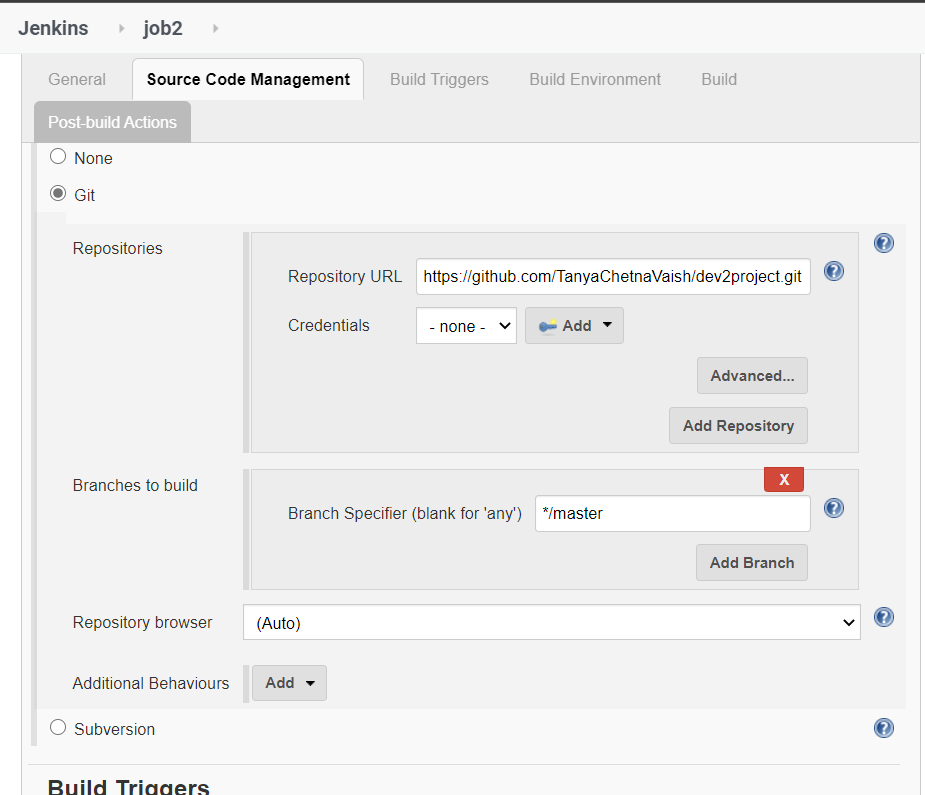 Jenkins job2
General Source Code Management Build Triggers Build Environment Build
Post-build Actions
None
Git
Repositories
Repository URL https://github.com/TanyaChetnaVaish/dev2project.git
Credentials - none - Add
Advanced...
Add Repository
Branches to build
X
Branch Specifier (blank for 'any') */master
Add Branch
Repository browser (Auto)
Additional Behaviours Add
Subversion
Build Triggers